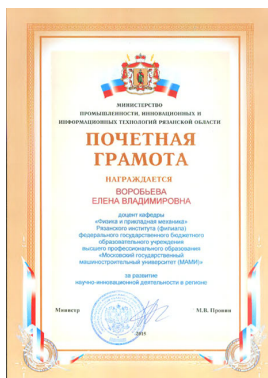 МИНИСТЕРСТВО
ПРОМЫШЛЕННОСТИ, ИННОВАЦИОННЫХ И
ИНФОРМАЦИОННЫХ ТЕХНОЛОГИЙ РЯЗАНСКОЙ ОБЛАСТИ
ПОЧЕТНАЯ
ГРАМОТА
НАГРАЖДАЕТСЯ
ВОРОБЬЕВА
ЕЛЕНА ВЛАДИМИРОВНА
доцент кафедры
«Физика и прикладная механика»
Рязанского института (филиала)
федерального государственного бюджетного
образовательного учреждения
высшего профессионального образования
«Московский государственный
машиностроительный университет (МАМИ)»
за развитие
научно-инновационной деятельности в регионе
Министр
М.В. Пронин
2015